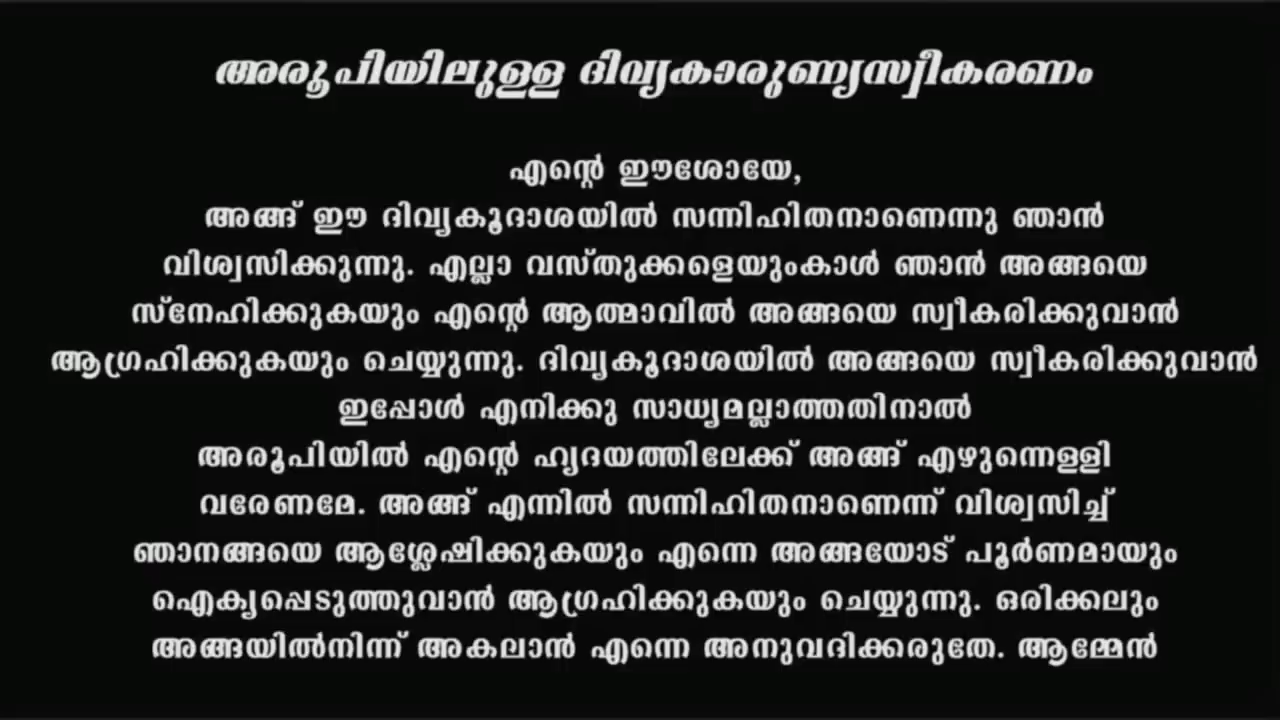 അരൂപിയിലുള്ള ദിവ്യകാരുണ്യസ്വീകരണം
എന്റെ ഈശോയേ,
അങ്ങ് ഈ ദിവ്യകൂദാശയിൽ സന്നിഹിതനാണെന്നു ഞാൻ
വിശ്വസിക്കുന്നു. എല്ലാ വസ്തുക്കളെയുംകാൾ ഞാൻ അങ്ങയെ
സ്നേഹിക്കുകയും എന്റെ ആത്മാവിൽ അങ്ങയെ സ്വീകരിക്കുവാൻ
ആഗ്രഹിക്കുകയും ചെയ്യുന്നു. ദിവ്യകൂദാശയിൽ അങ്ങയെ സ്വീകരിക്കുവാൻ
ഇപ്പോൾ എനിക്കു സാധ്യമല്ലാത്തതിനാൽ
അരൂപിയിൽ എന്റെ ഹൃദയത്തിലേക്ക് അങ്ങ് എഴുന്നെള്ളി
വരേണമേ. അങ്ങ് എന്നിൽ സന്നിഹിതനാണെന്ന് വിശ്വസിച്ച്
ഞാനങ്ങയെ ആശ്ലേഷിക്കുകയും എന്നെ അങ്ങയോട് പൂർണമായും
ഐക്യപ്പെടുത്തുവാൻ ആഗ്രഹിക്കുകയും ചെയ്യുന്നു. ഒരിക്കലും
അങ്ങയിൽനിന്ന് അകലാൻ എന്നെ അനുവദിക്കരുതേ. ആമ്മേൻ